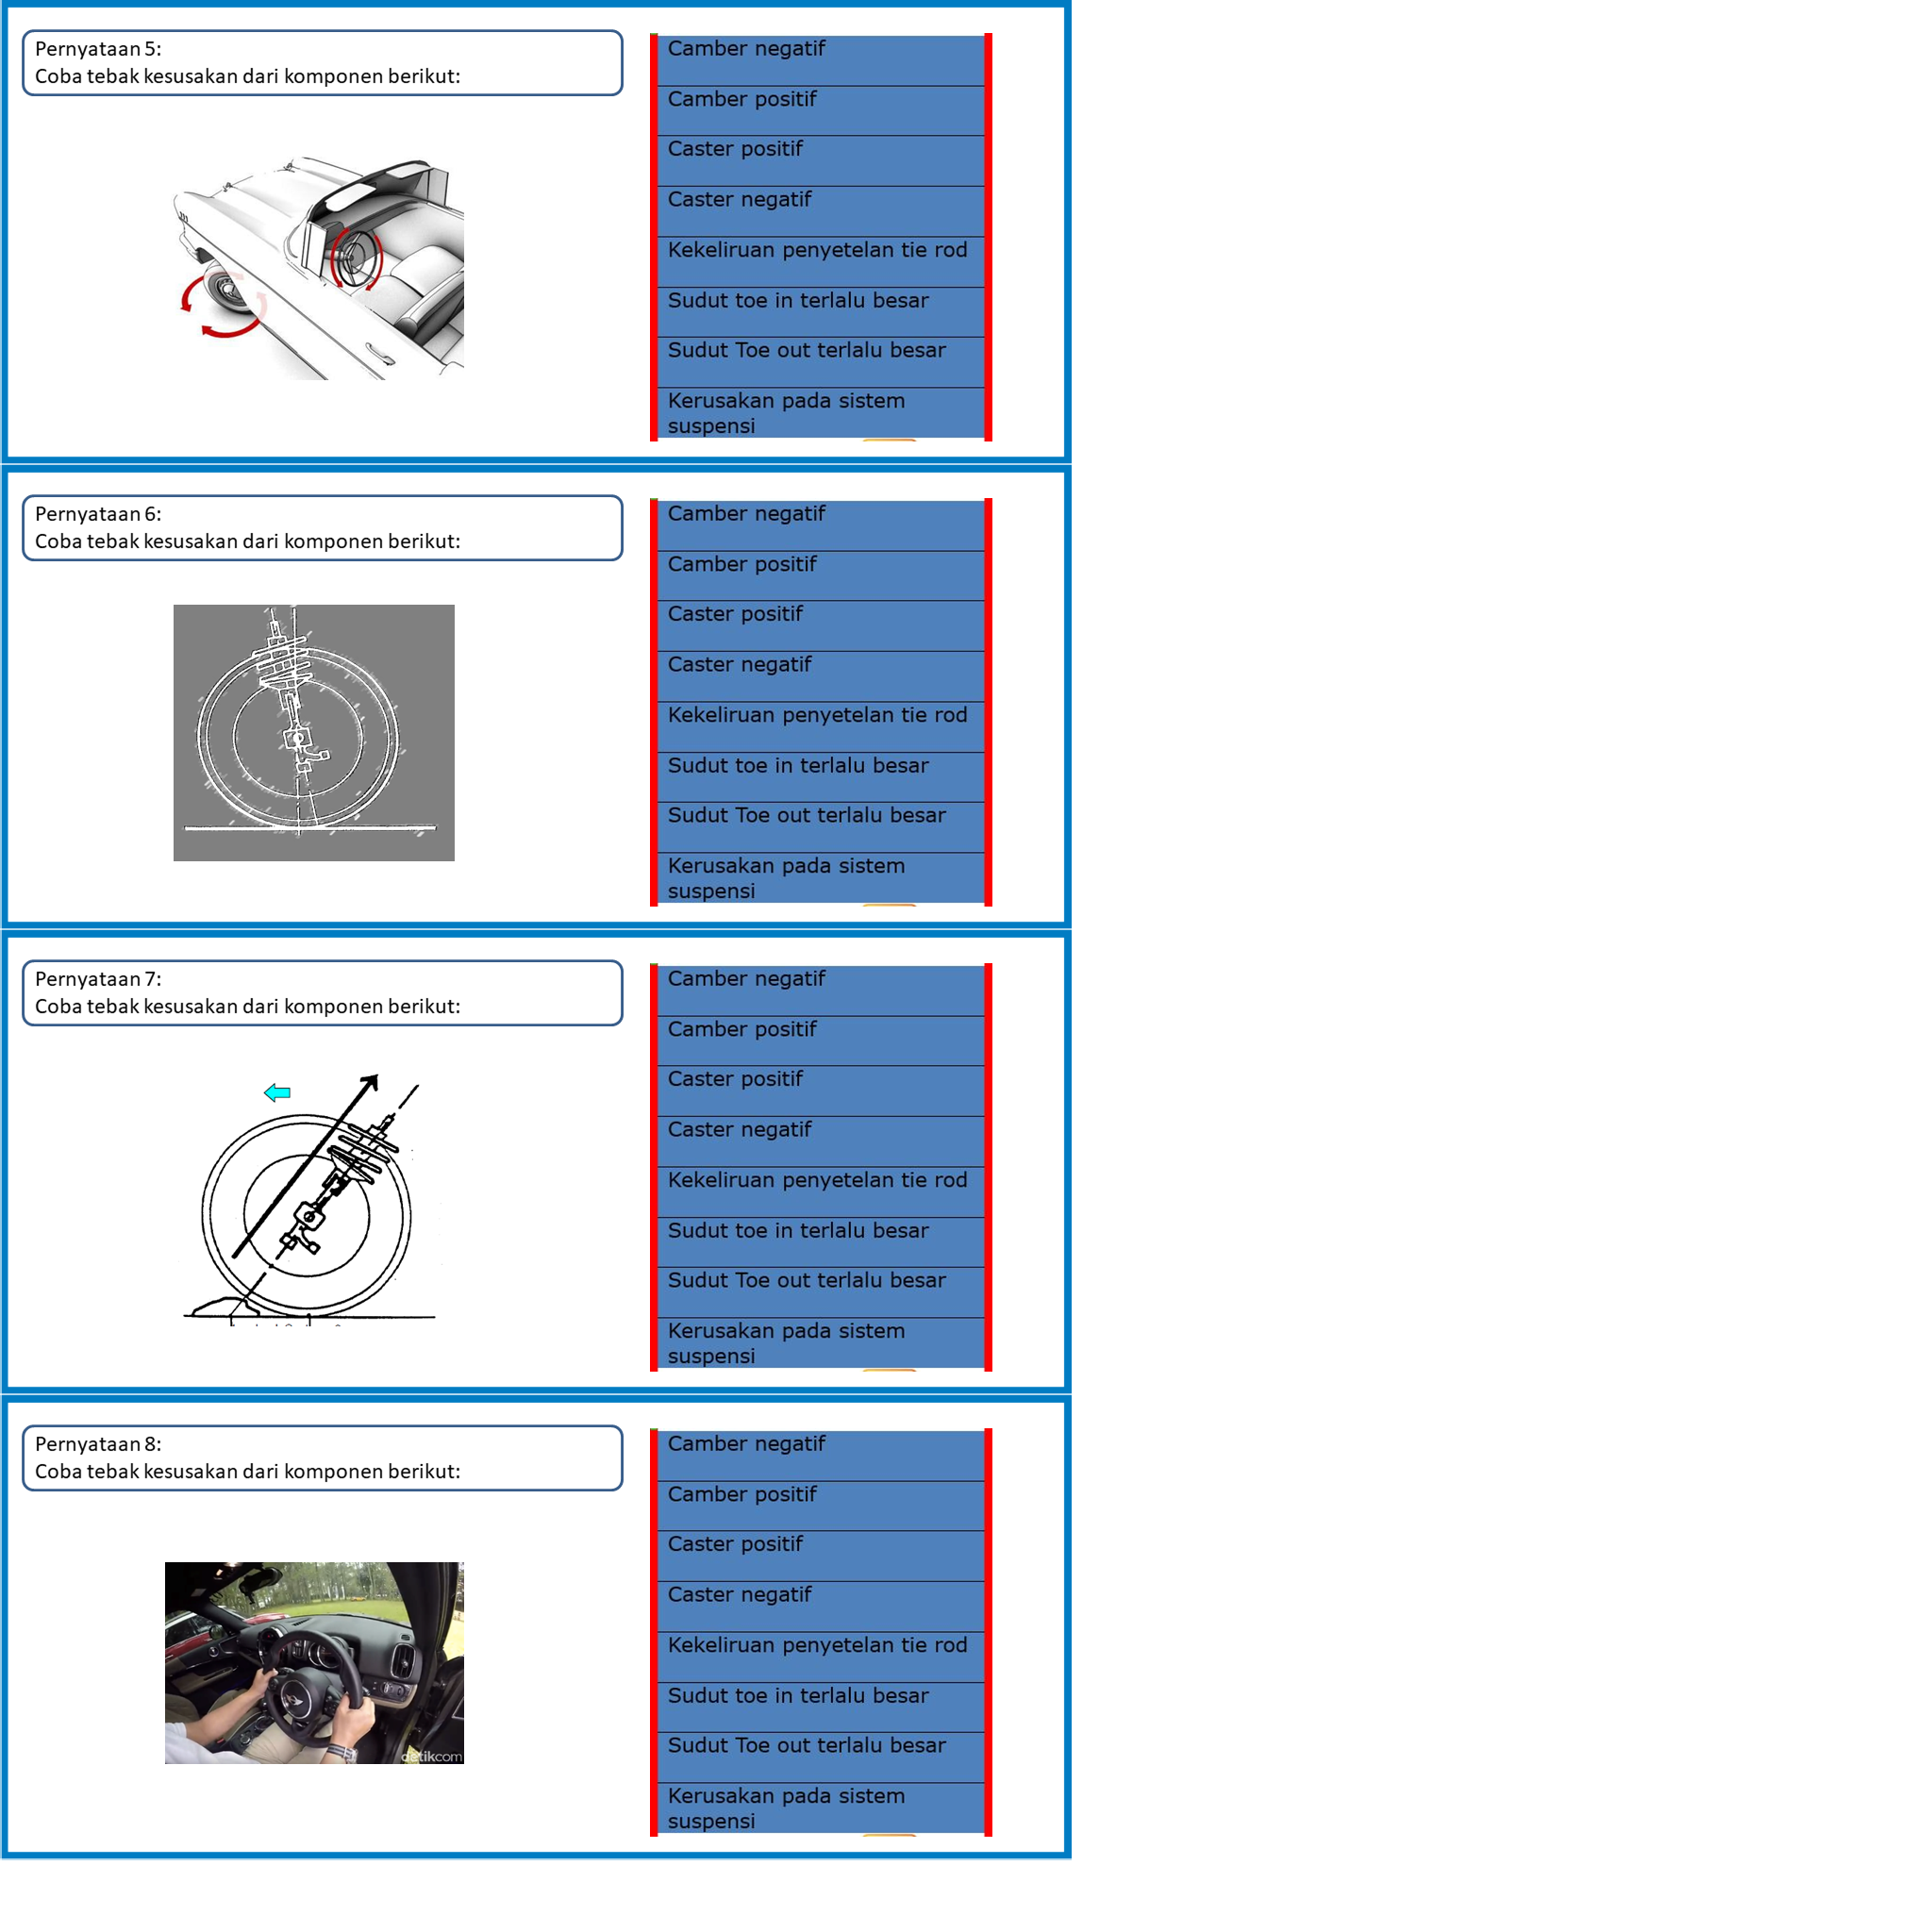 Pernyataan 5:
Coba tebak kesusakan dari komponen berikut:
Camber negatif
Camber positif
Caster positif
Caster negatif
Kekeliruan penyetelan tie rod
Sudut toe in terlalu besar
Sudut Toe out terlalu besar
Kerusakan pada sistem
suspensi
Pernyataan 6:
Coba tebak kesusakan dari komponen berikut:
Camber negatif
Camber positif
Caster positif
Caster negatif
Kekeliruan penyetelan tie rod
Sudut toe in terlalu besar
Sudut Toe out terlalu besar
Kerusakan pada sistem
suspensi
Pernyataan 7:
Coba tebak kesusakan dari komponen berikut:
Camber negatif
Camber positif
Caster positif
Caster negatif
Kekeliruan penyetelan tie rod
Sudut toe in terlalu besar
Sudut Toe out terlalu besar
Kerusakan pada sistem
suspensi
Pernyataan 8:
Coba tebak kesusakan dari komponen berikut:
detikcom
Camber negatif
Camber positif
Caster positif
Caster negatif
Kekeliruan penyetelan tie rod
Sudut toe in terlalu besar
Sudut Toe out terlalu besar
Kerusakan pada sistem
suspensi